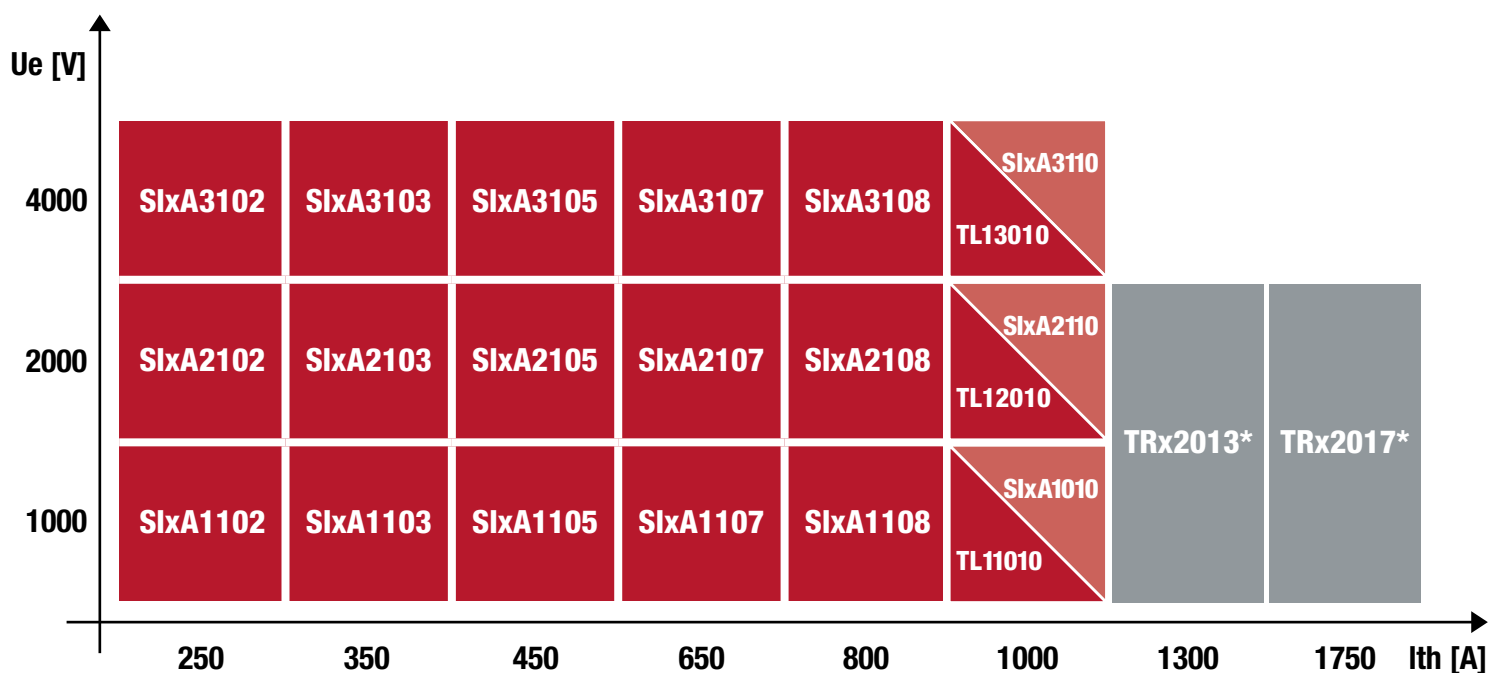 Ue [V]
4000
SIxA3102
SIxA3103
SIxA3105
SIxA3107
SIxA3108
SIxA3110
TL13010
2000
SIxA2102
SIxA2103
SIxA2105
SIxA2107
SIxA2108
SIxA2110
TL12010
TRx2013*
TRx2017*
1000
SIxA1102
SIxA1103
SIxA1105
SIxA1107
SIxA1108
SIxA1010
TL11010
250
350
450
650
800
1000
1300
1750
Ith [A]